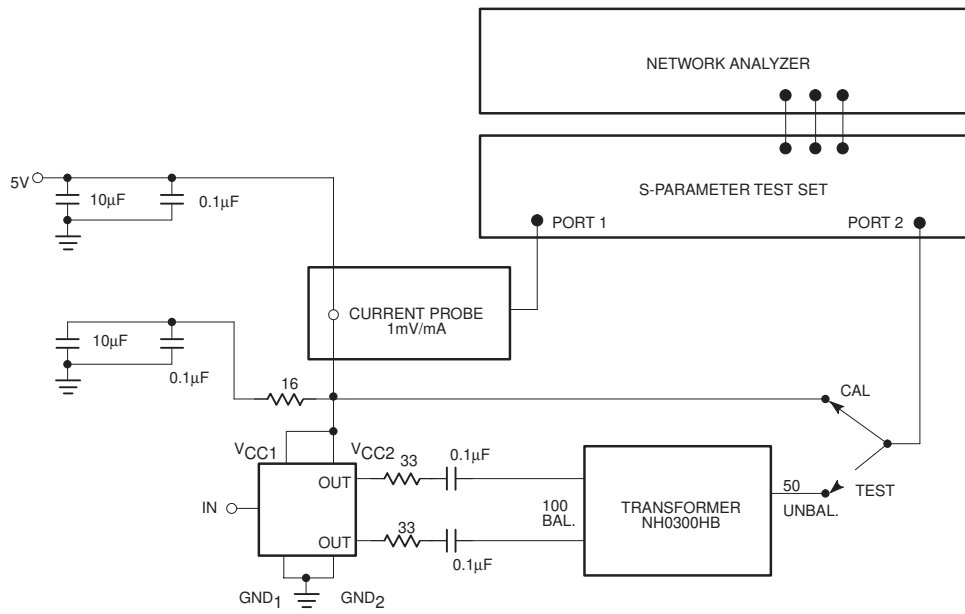 NETWORK ANALYZER
S-PARAMETER TEST SET
PORT 1
PORT 2
5V
10μF
0.1μF
CURRENT PROBE
1mV/mA
10μF
0.1μF
16
CAL
VCC1
VCC2
33
0.1μF
OUT
IN
TRANSFORMER
NH0300HB
50
UNBAL.
TEST
100
BAL.
OUT
33
0.1μF
GND1
GND2